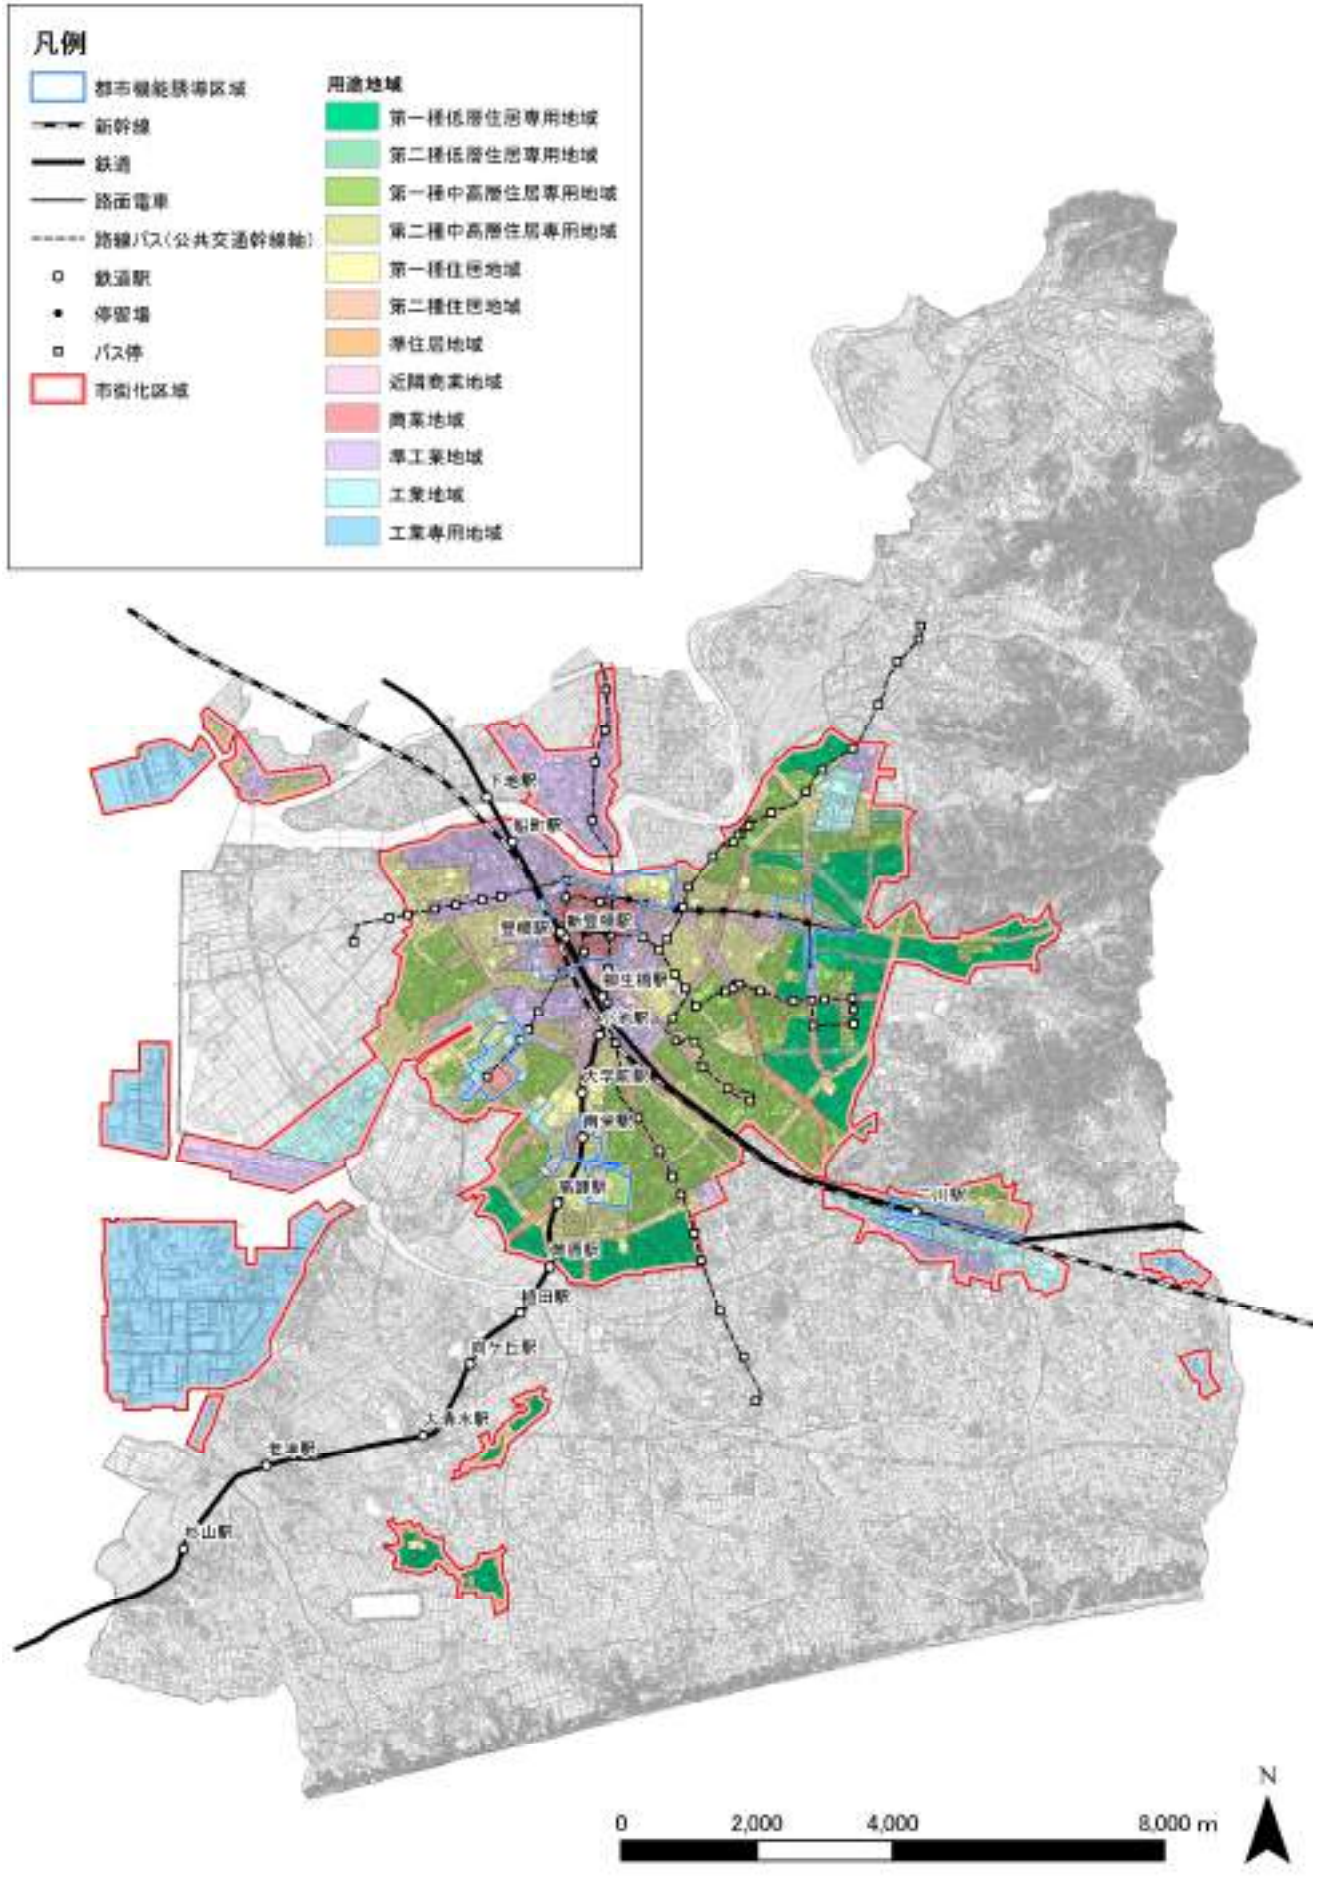 凡例
都市機能誘導区域
新幹線
鉄道
路面電車
路線バス(公共交通幹線軸)
鉄道駅
停留場
バス停
市街化区域
用途地域
第一種低層住居専用地域
第二種低層住居専用地域
第一種中高層住居専用地域
第二種中高層住居専用地域
第一種住居地域
第二種住居地域
準住居地域
近隣商業地域
商業地域
準工業地域
工業地域
工業専用地域
下地駅
船町駅
豊橋駅
新豊橋駅
柳生橋駅
小池駅
大学前駅
南栄駅
高師駅
芦原駅
植田駅
向ケ丘駅
大清水駅
老津駅
杉山駅
二川駅
N
0 2,000 4,000 8,000 m